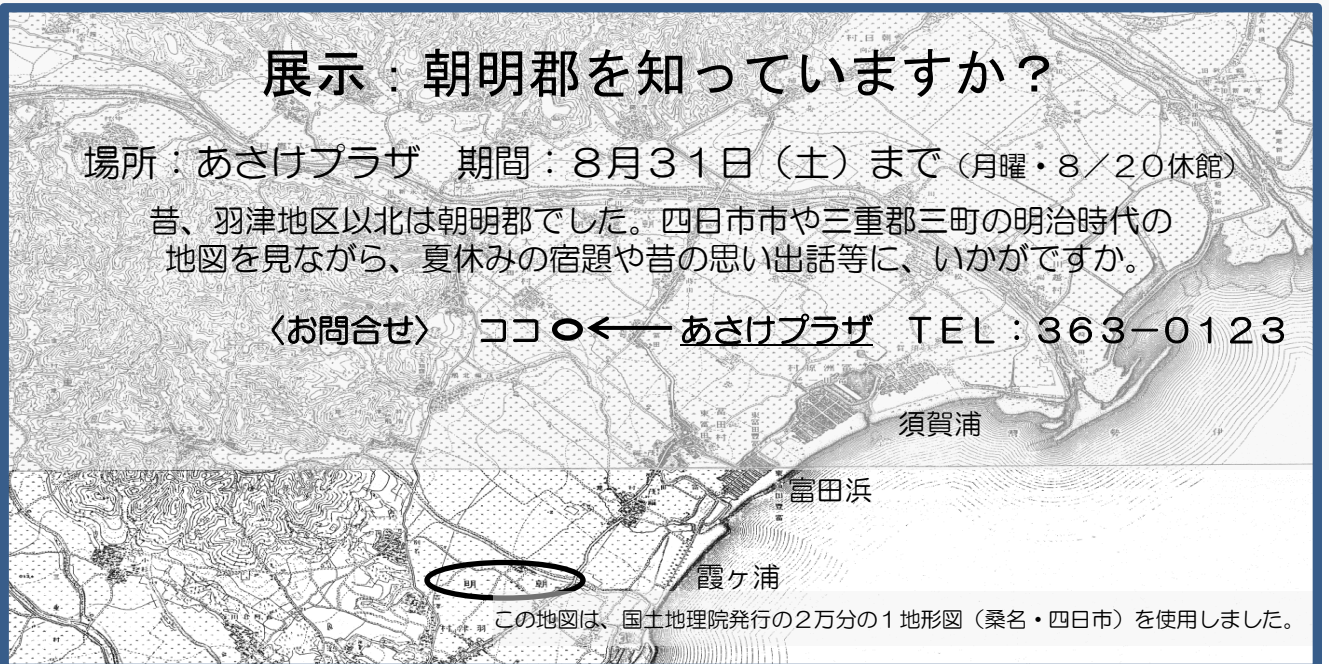 展示：朝明郡を知っていますか？
場所：あさけプラザ　期間：８月３１日（土）まで（月曜・８／２０休館）
昔、羽津地区以北は朝明郡でした。四日市市や三重郡三町の明治時代の
地図を見ながら、夏休みの宿題や昔の思い出話等に、いかがですか。
〈お問合せ〉　ココ　あさけプラザ　ＴＥＬ：３６３－０１２３
須賀浦
伊 勢 湾
富田浜
霞ヶ浦
明 朝
この地図は、国土地理院発行の２万分の１地形図（桑名・四日市）を使用しました。